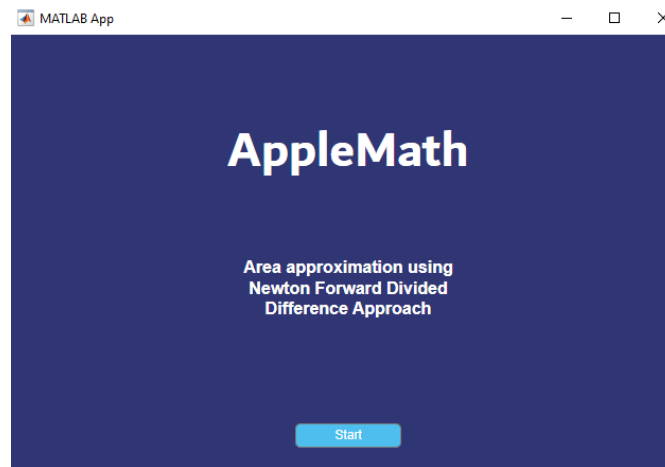 MATLAB App
AppleMath
Area approximation using
Newton Forward Divided
Difference Approach
Start